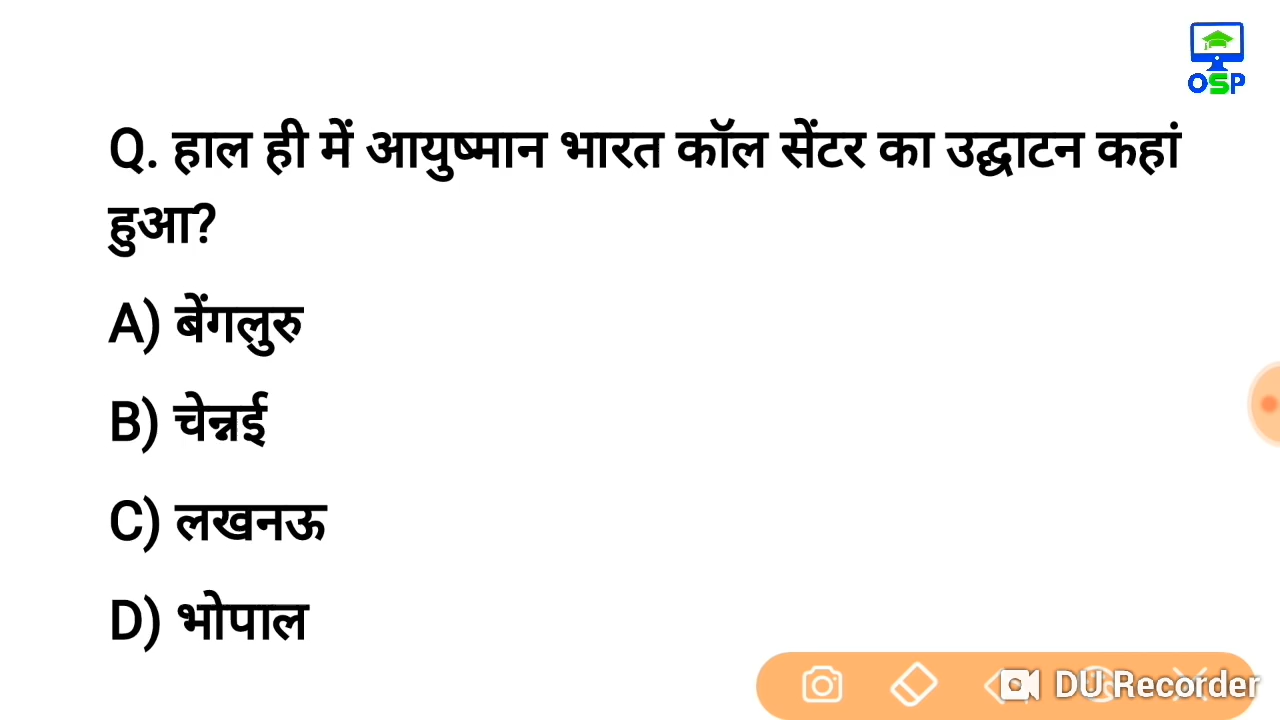 OSP
Q. हाल ही में आयुष्मान भारत कॉल सेंटर का उद्घाटन कहां
हुआ?
A) बेंगलुरु
B) चेन्नई
C) लखनऊ
D) भोपाल
DU Recorder